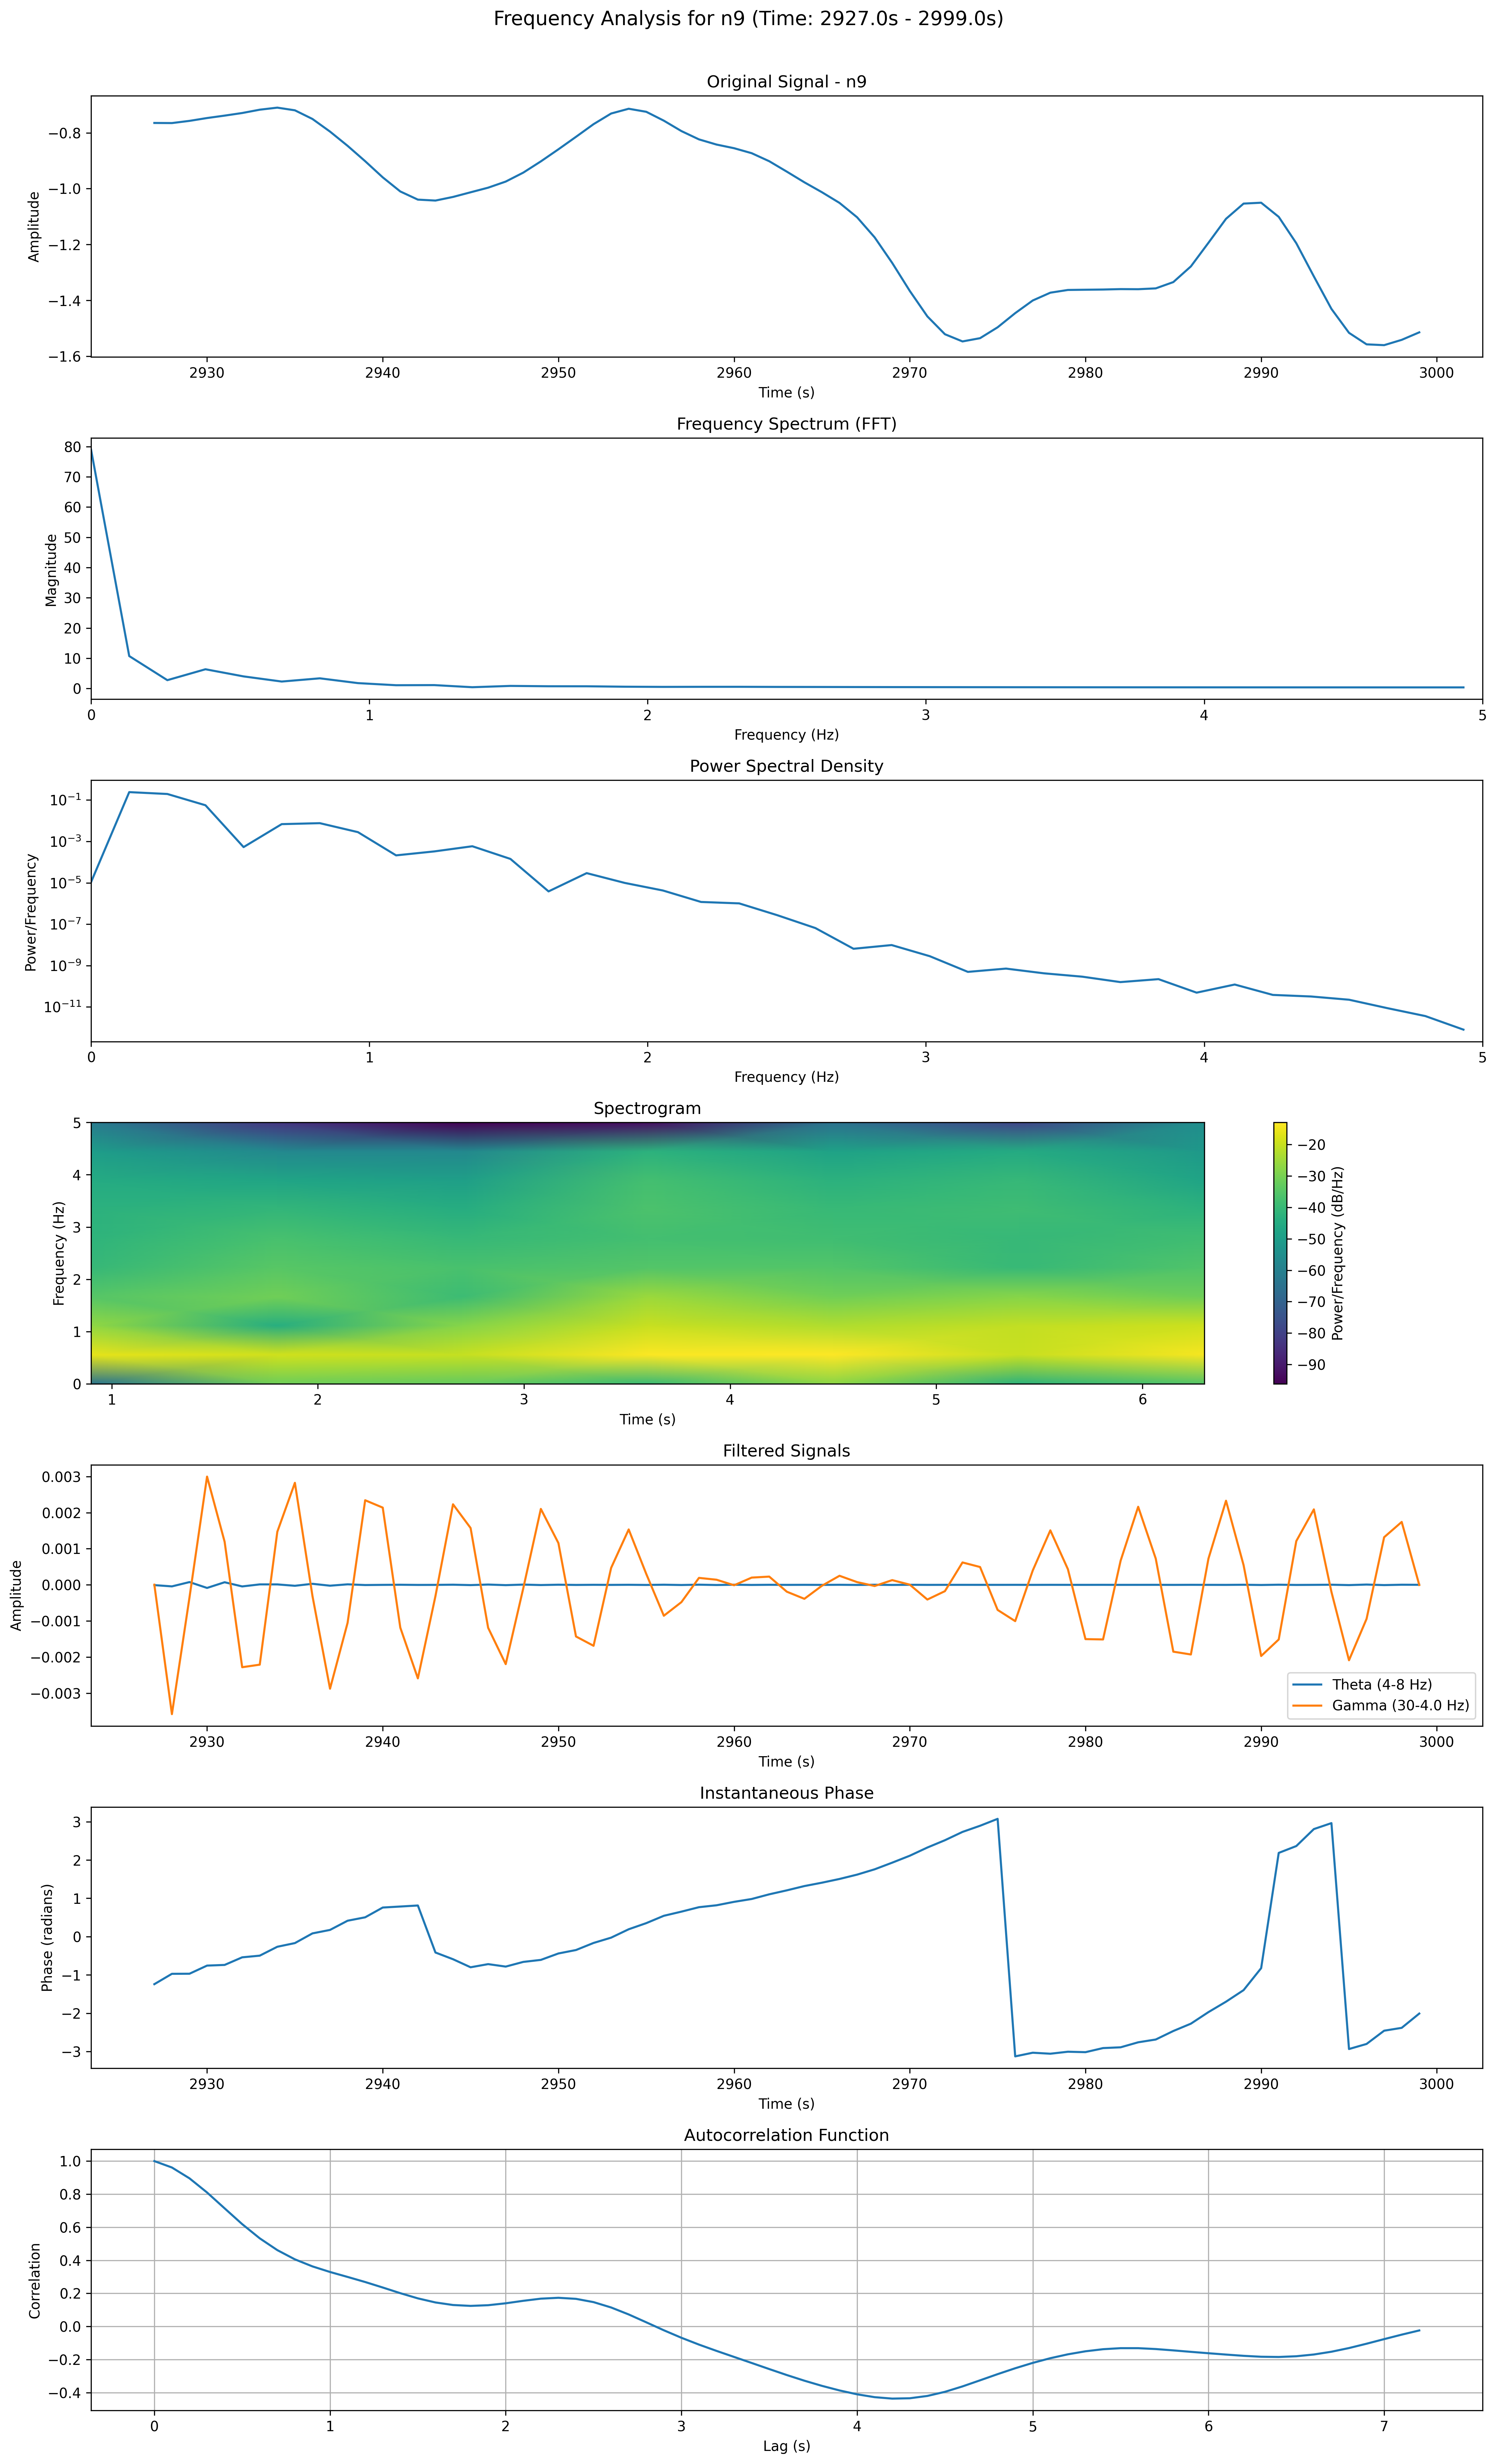 Frequency Analysis for n9 (Time: 2927.0s - 2999.0s)
Original Signal - n9
Amplitude
−0.8
−1.0
−1.2
−1.4
−1.6
2930 2940 2950 2960 2970 2980 2990 3000
Time (s)
Frequency Spectrum (FFT)
Magnitude
80
70
60
50
40
30
20
10
0
0 1 2 3 4 5
Frequency (Hz)
Power Spectral Density
Power/Frequency
10⁻¹
10⁻³
10⁻⁵
10⁻⁷
10⁻⁹
10⁻¹¹
0 1 2 3 4 5
Frequency (Hz)
Spectrogram
Frequency (Hz)
5
4
3
2
1
0
1 2 3 4 5 6
Time (s)
−20
−30
−40
−50
−60
−70
−80
−90
Power/Frequency (dB/Hz)
Filtered Signals
Amplitude
0.003
0.002
0.001
0.000
−0.001
−0.002
−0.003
Theta (4-8 Hz)
Gamma (30-4.0 Hz)
2930 2940 2950 2960 2970 2980 2990 3000
Time (s)
Instantaneous Phase
Phase (radians)
3
2
1
0
−1
−2
−3
2930 2940 2950 2960 2970 2980 2990 3000
Time (s)
Autocorrelation Function
Correlation
1.0
0.8
0.6
0.4
0.2
0.0
−0.2
−0.4
0 1 2 3 4 5 6 7
Lag (s)